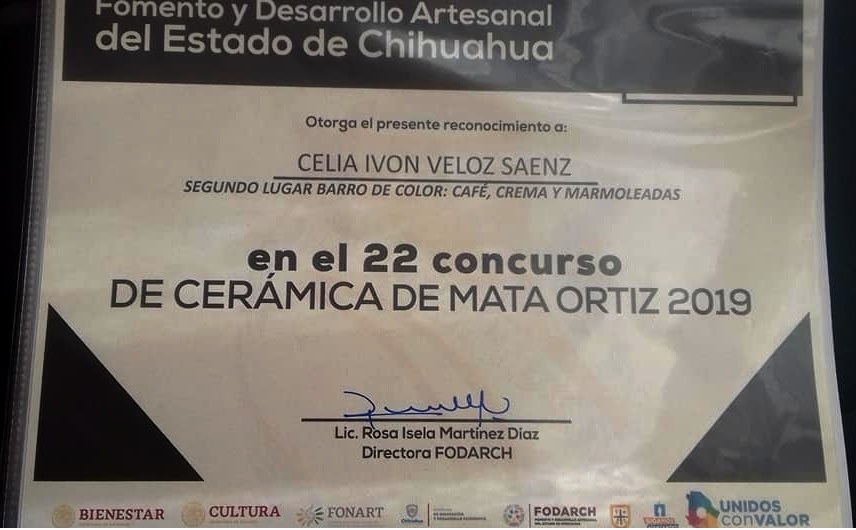 Fomento y Desarrollo Artesanal
del Estado de Chihuahua
Otorga el presente reconocimiento a:
CELIA IVON VELOZ SAENZ
SEGUNDO LUGAR BARRO DE COLOR: CAFÉ, CREMA Y MARMOLEADAS
en el 22 concurso
DE CERÁMICA DE MATA ORTIZ 2019
Lic. Rosa Isela Martínez Díaz
Directora FODARCH
BIENESTAR
CULTURA
FONART
Chihuahua
FODARCH
UNIDOS
conVALOR